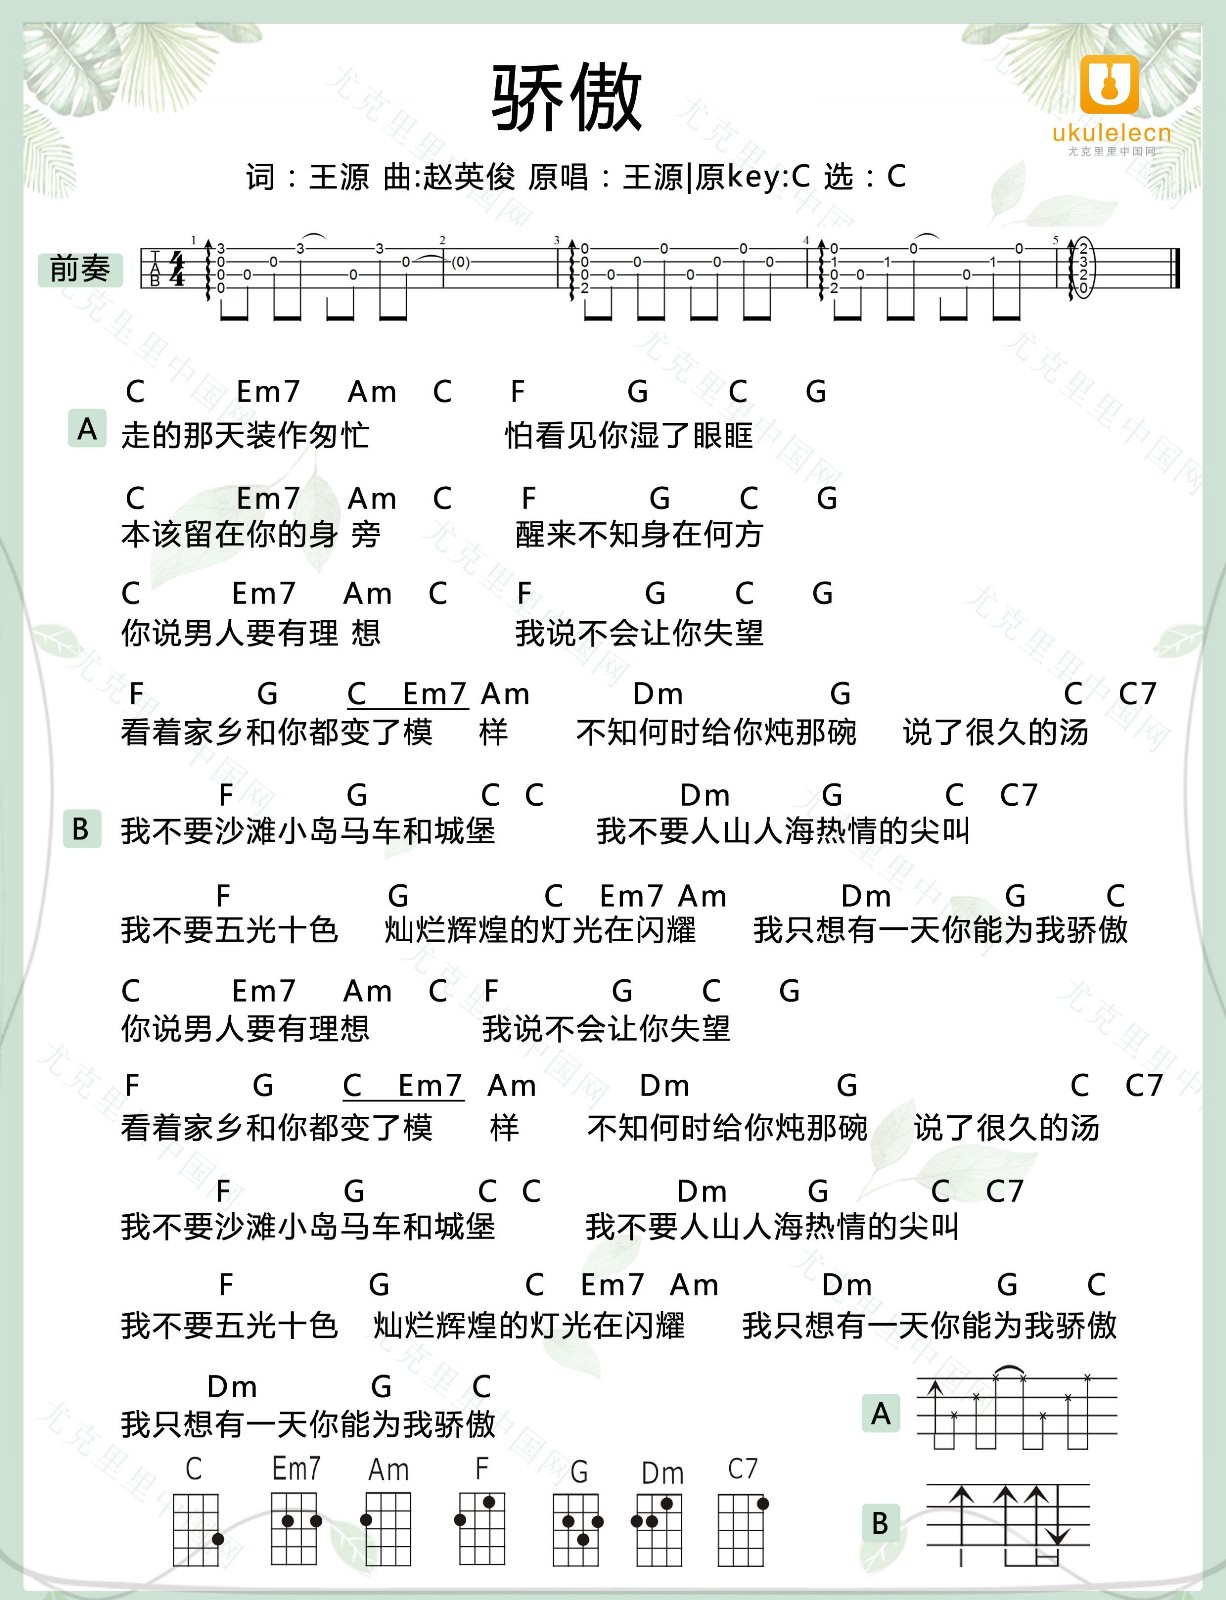 骄傲
ukulelecn
尤克里里中国网
词：王源 曲:赵英俊 原唱：王源|原key:C 选：C
前奏
1 2 3 4 5
T A B 4 4
3 0 0 0 0 0 3 0 3 0 (0) 0 0 0 2 0 0 0 0 0 0 0 0 1 0 2 0 1 0 0 1 0 2 3 2 0
C Em7 Am C F G C G
A 走的那天装作匆忙 怕看见你湿了眼眶
C Em7 Am C F G C G
本该留在你的身 旁 醒来不知身在何方
C Em7 Am C F G C G
你说男人要有理 想 我说不会让你失望
F G C Em7 Am Dm G C C7
看着家乡和你都变了模 样 不知何时给你炖那碗 说了很久的汤
F G C C Dm G C C7
B 我不要沙滩小岛马车和城堡 我不要人山人海热情的尖叫
F G C Em7 Am Dm G C
我不要五光十色 灿烂辉煌的灯光在闪耀 我只想有一天你能为我骄傲
C Em7 Am C F G C G
你说男人要有理想 我说不会让你失望
F G C Em7 Am Dm G C C7
看着家乡和你都变了模 样 不知何时给你炖那碗 说了很久的汤
F G C C Dm G C C7
我不要沙滩小岛马车和城堡 我不要人山人海热情的尖叫
F G C Em7 Am Dm G C
我不要五光十色 灿烂辉煌的灯光在闪耀 我只想有一天你能为我骄傲
Dm G C
我只想有一天你能为我骄傲
A
C Em7 Am F G Dm C7
B